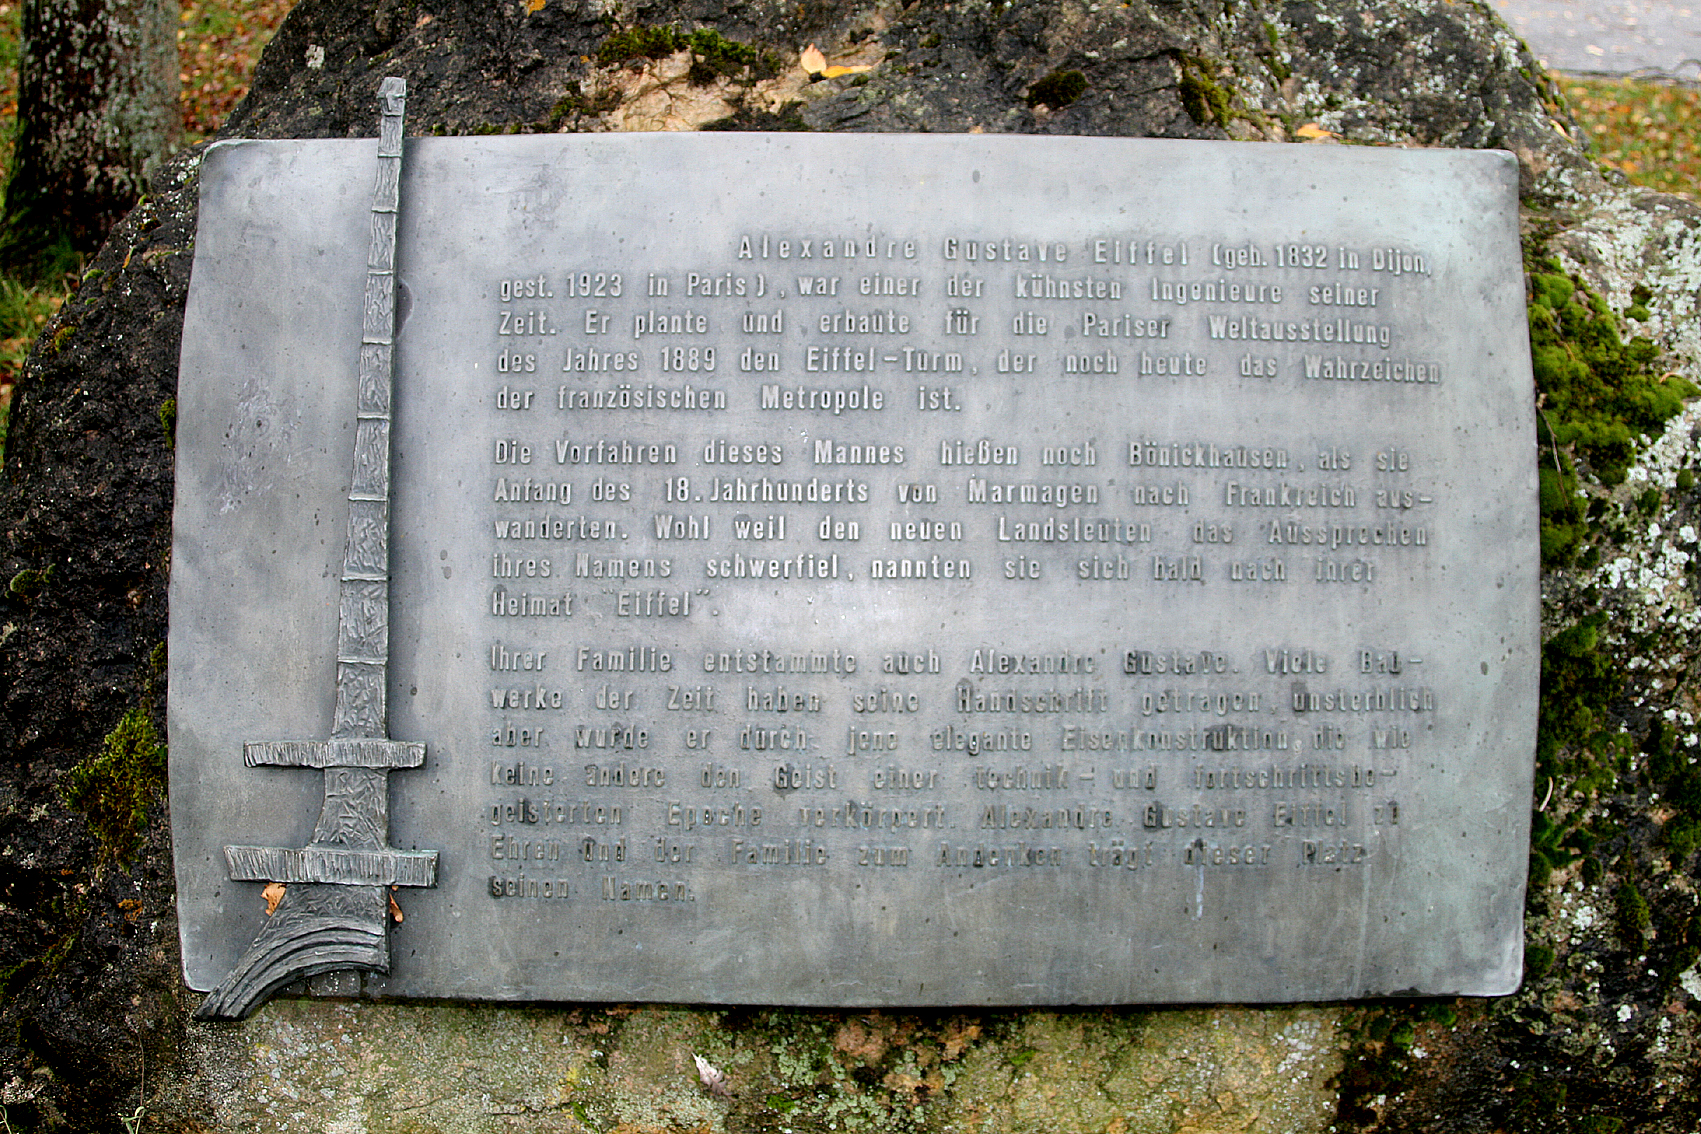 Alexandre Gustave Eiffel (geb. 1832 in Dijon,
gest. 1923 in Paris), war einer der kühnsten Ingenieure seiner
Zeit. Er plante und erbaute für die Pariser Weltausstellung
des Jahres 1889 den Eiffel-Turm, der noch heute das Wahrzeichen
der französischen Metropole ist.
Die Vorfahren dieses Mannes hießen noch Bönickhausen, als sie
Anfang des 18. Jahrhunderts von Marmagen nach Frankreich aus-
wanderten. Wohl weil den neuen Landsleuten das Aussprechen
ihres Namens schwerfiel, nannten sie sich bald nach ihrer
Heimat "Eiffel".
Ihrer Familie entstammte auch Alexandre Gustave. Viele Bau-
werke der Zeit haben seine Handschrift getragen, unsterblich
aber wurde er durch jene elegante Eisenkonstruktion, die wie
keine andere den Geist einer technik- und fortschrittsbe-
geisterten Epoche verkörpert. Alexandre Gustave Eiffel zu
Ehren und der Familie zum Andenken trägt dieser Platz
seinen Namen.